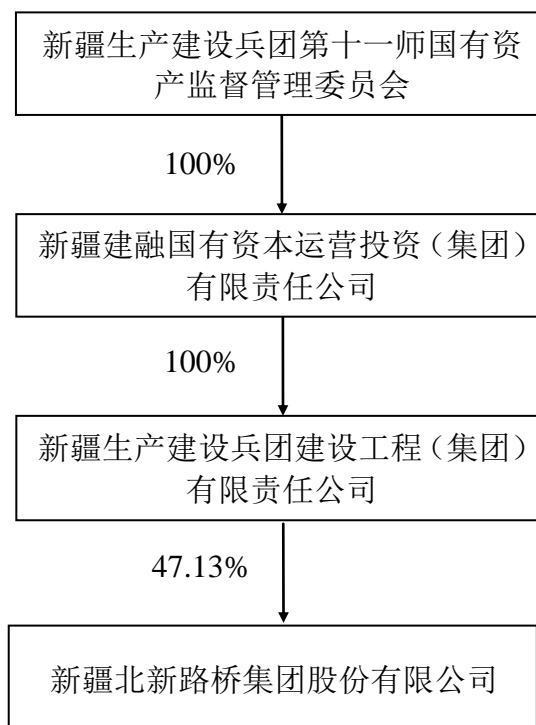 新疆生产建设兵团第十一师国有资
产监督管理委员会
100%
新疆建融国有资本运营投资（集团）
有限责任公司
100%
新疆生产建设兵团建设工程（集团）
有限责任公司
47.13%
新疆北新路桥集团股份有限公司